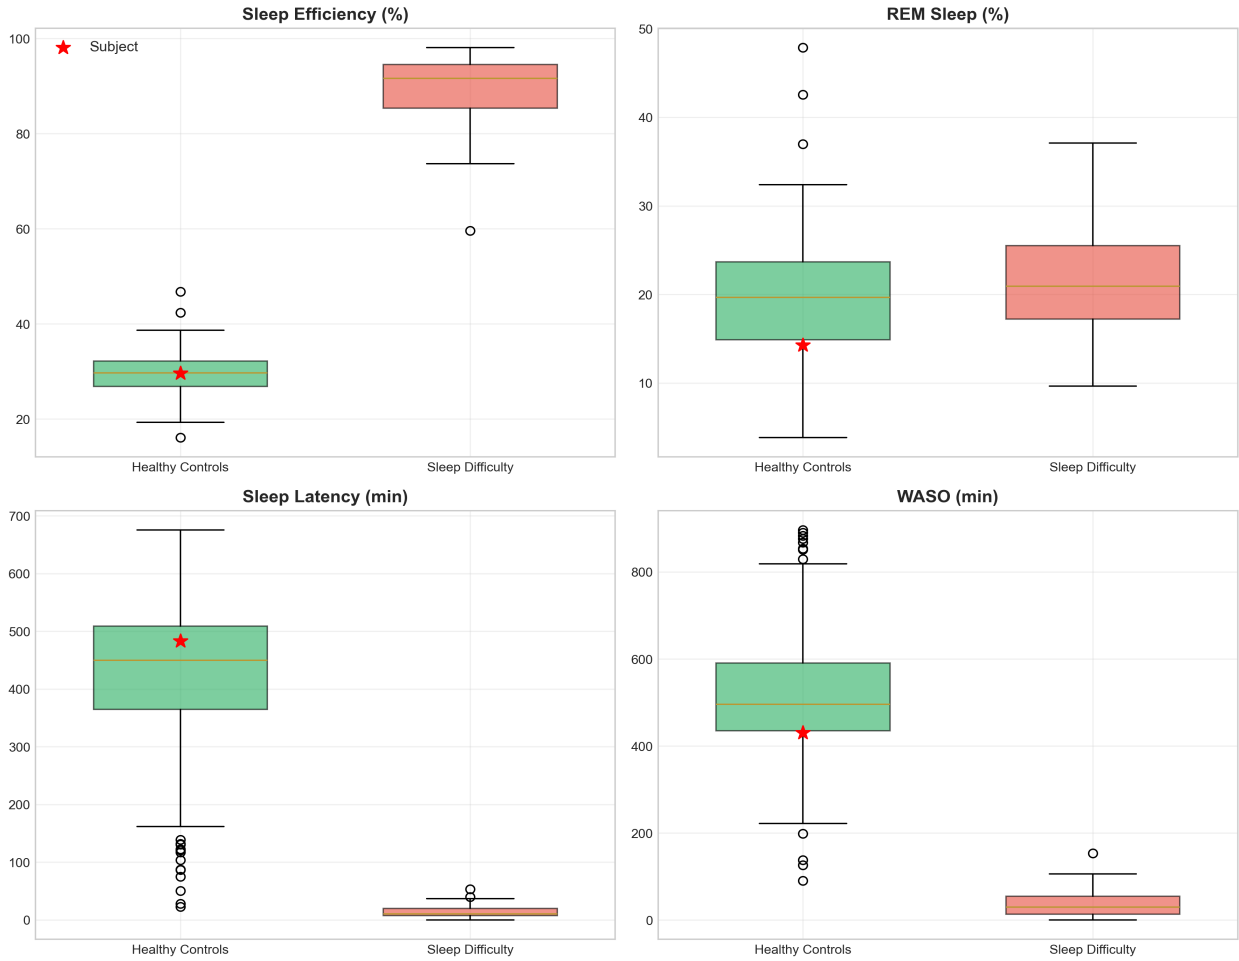 Sleep Efficiency (%)
100
80
60
40
20
Subject
Healthy Controls
Sleep Difficulty
REM Sleep (%)
50
40
30
20
10
Healthy Controls
Sleep Difficulty
Sleep Latency (min)
700
600
500
400
300
200
100
0
Healthy Controls
Sleep Difficulty
WASO (min)
800
600
400
200
0
Healthy Controls
Sleep Difficulty